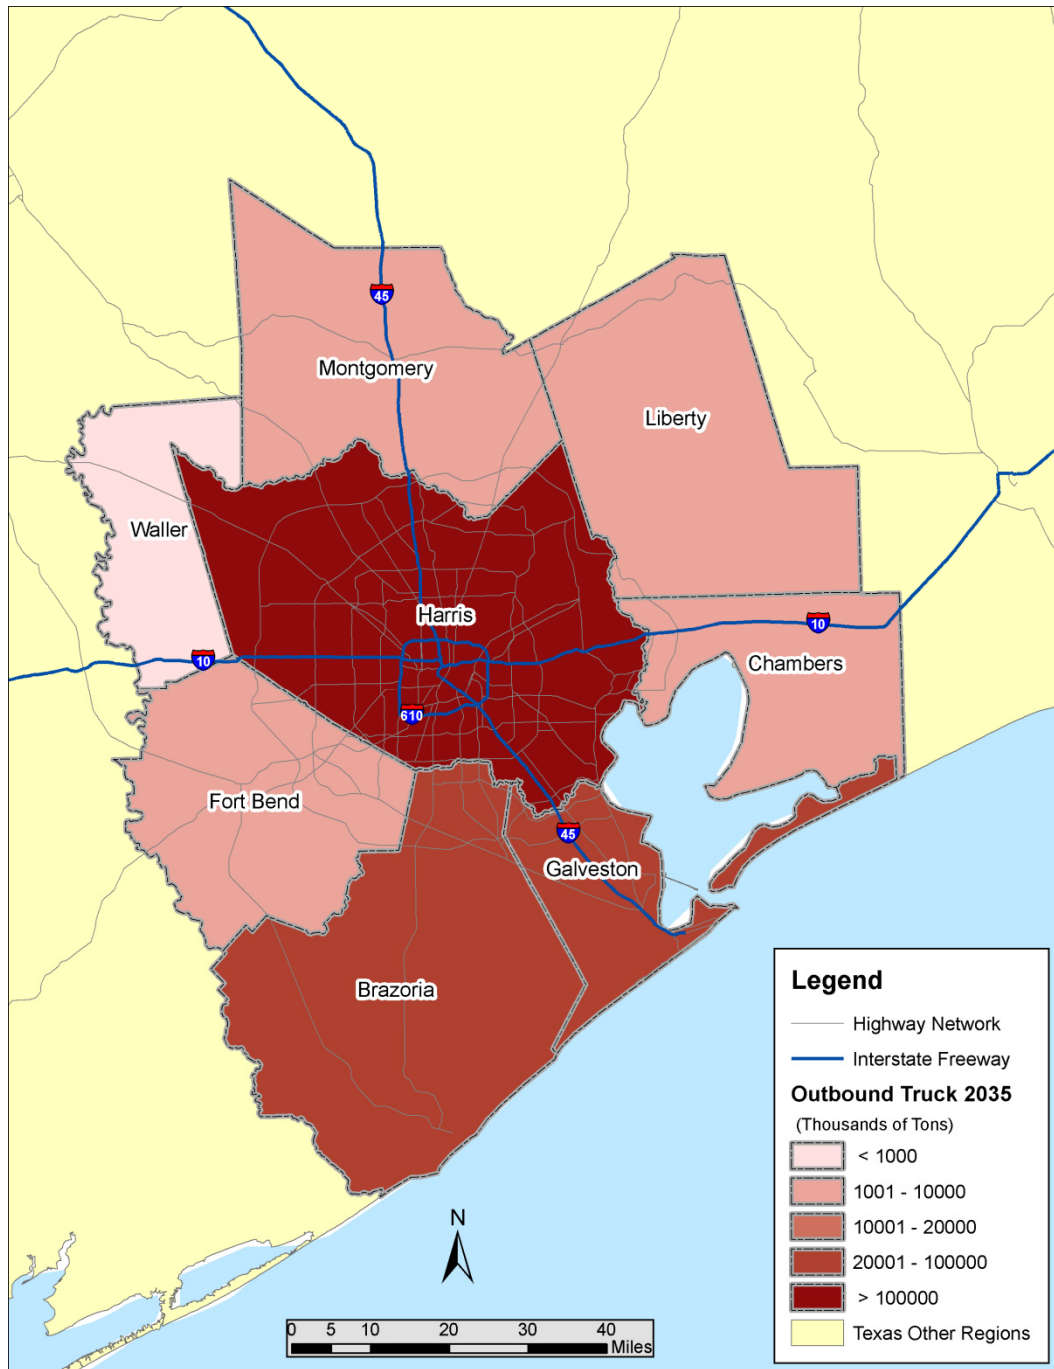 45
Montgomery
Liberty
Waller
Harris
10
10
Chambers
610
Fort Bend
45
Galveston
Brazoria
Legend
Highway Network
Interstate Freeway
Outbound Truck 2035
(Thousands of Tons)
< 1000
1001 - 10000
10001 - 20000
20001 - 100000
> 100000
Texas Other Regions
N
0 5 10 20 30 40
Miles